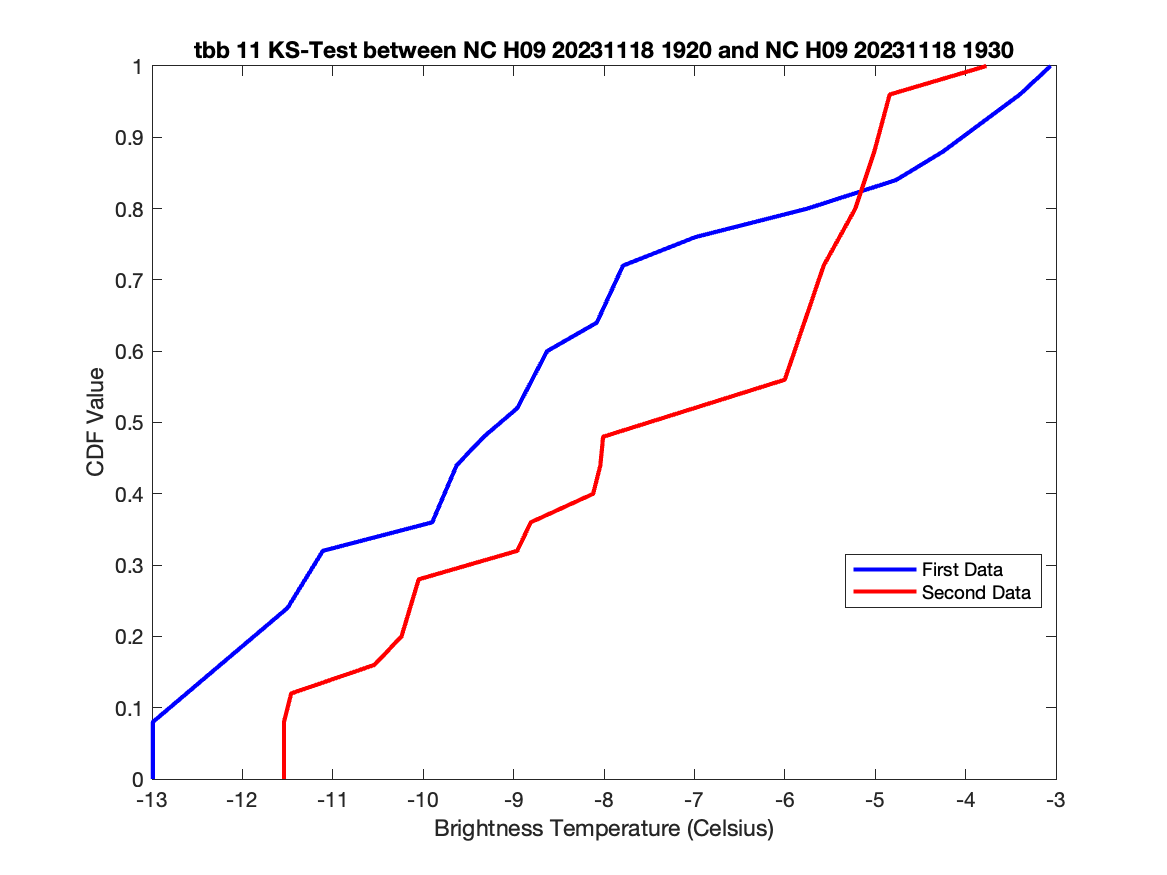 tbb 11 KS-Test between NC H09 20231118 1920 and NC H09 20231118 1930
1
0.9
0.8
0.7
0.6
0.5
0.4
0.3
0.2
0.1
0
CDF Value
First Data
Second Data
-13 -12 -11 -10 -9 -8 -7 -6 -5 -4 -3
Brightness Temperature (Celsius)